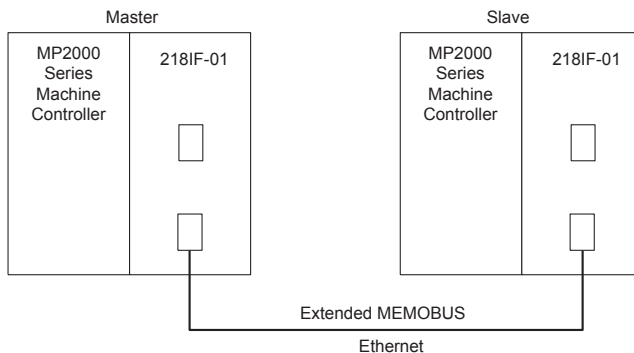 Master
MP2000
Series
Machine
Controller
218IF-01
Slave
MP2000
Series
Machine
Controller
218IF-01
Extended MEMOBUS
Ethernet